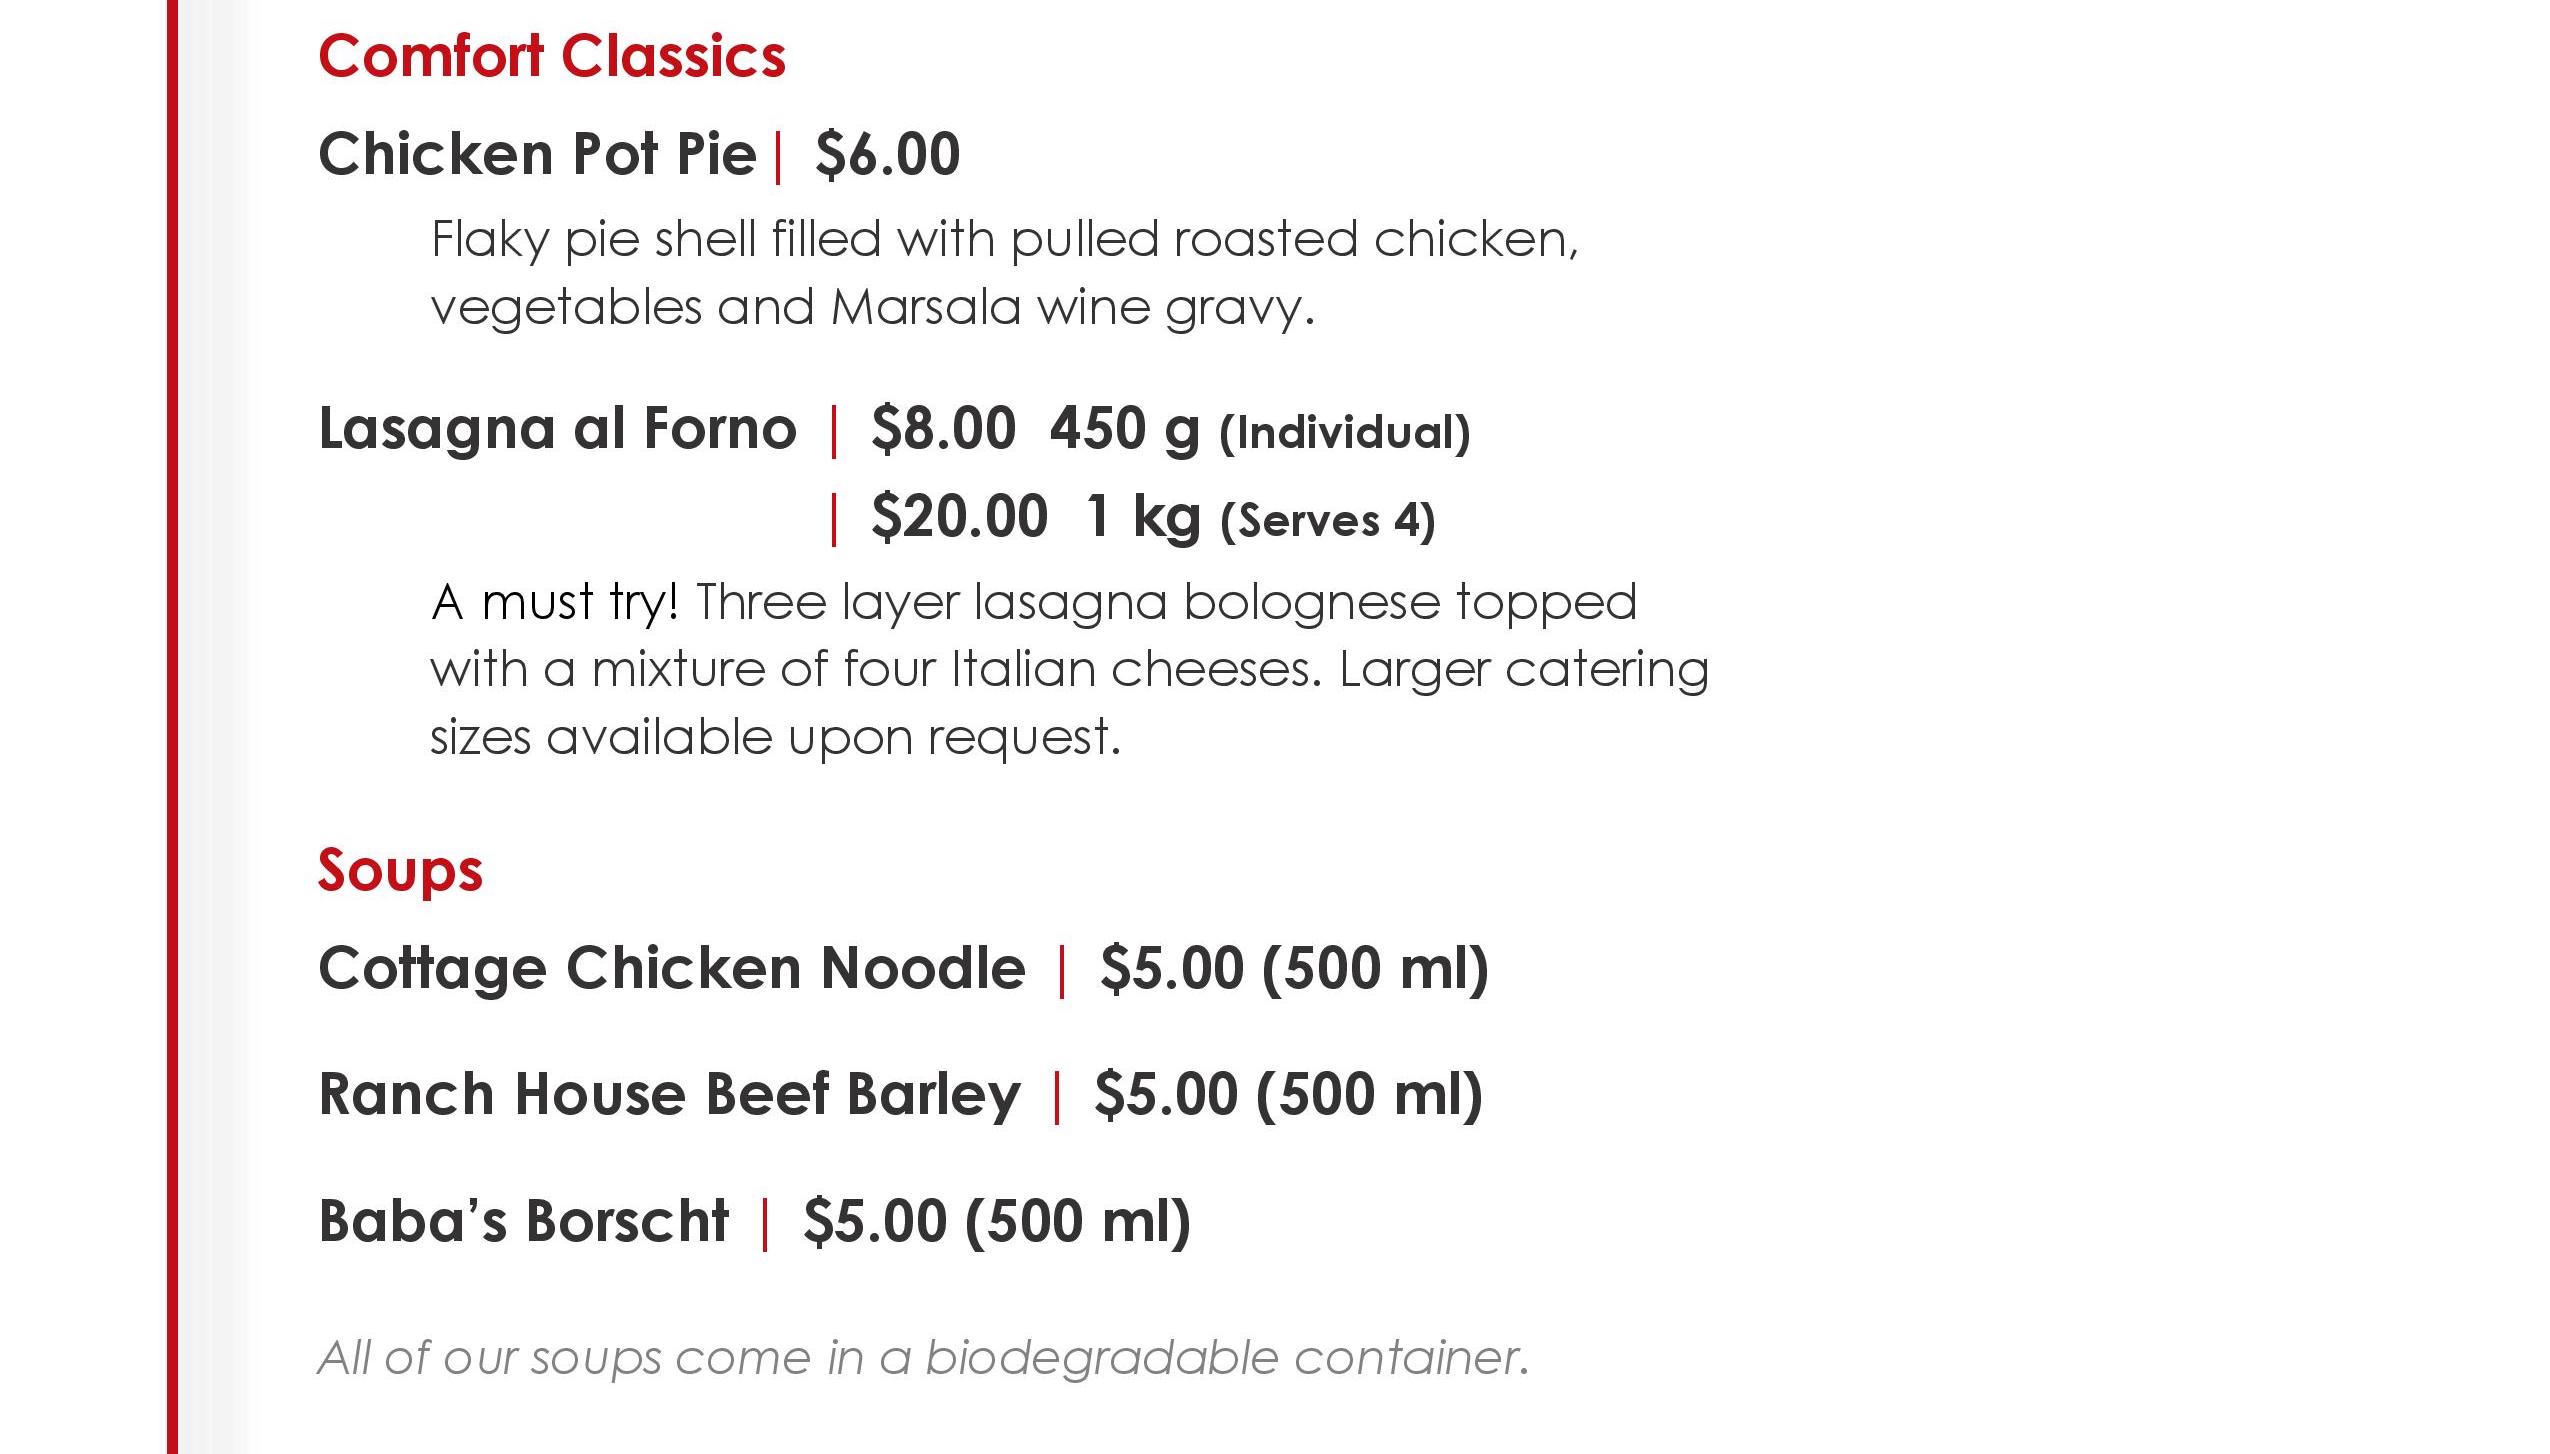 Comfort Classics
Chicken Pot Pie | $6.00
Flaky pie shell filled with pulled roasted chicken,
vegetables and Marsala wine gravy.
Lasagna al Forno | $8.00 450 g (Individual)
| $20.00 1 kg (Serves 4)
A must try! Three layer lasagna bolognese topped
with a mixture of four Italian cheeses. Larger catering
sizes available upon request.
Soups
Cottage Chicken Noodle | $5.00 (500 ml)
Ranch House Beef Barley | $5.00 (500 ml)
Baba’s Borscht | $5.00 (500 ml)
All of our soups come in a biodegradable container.